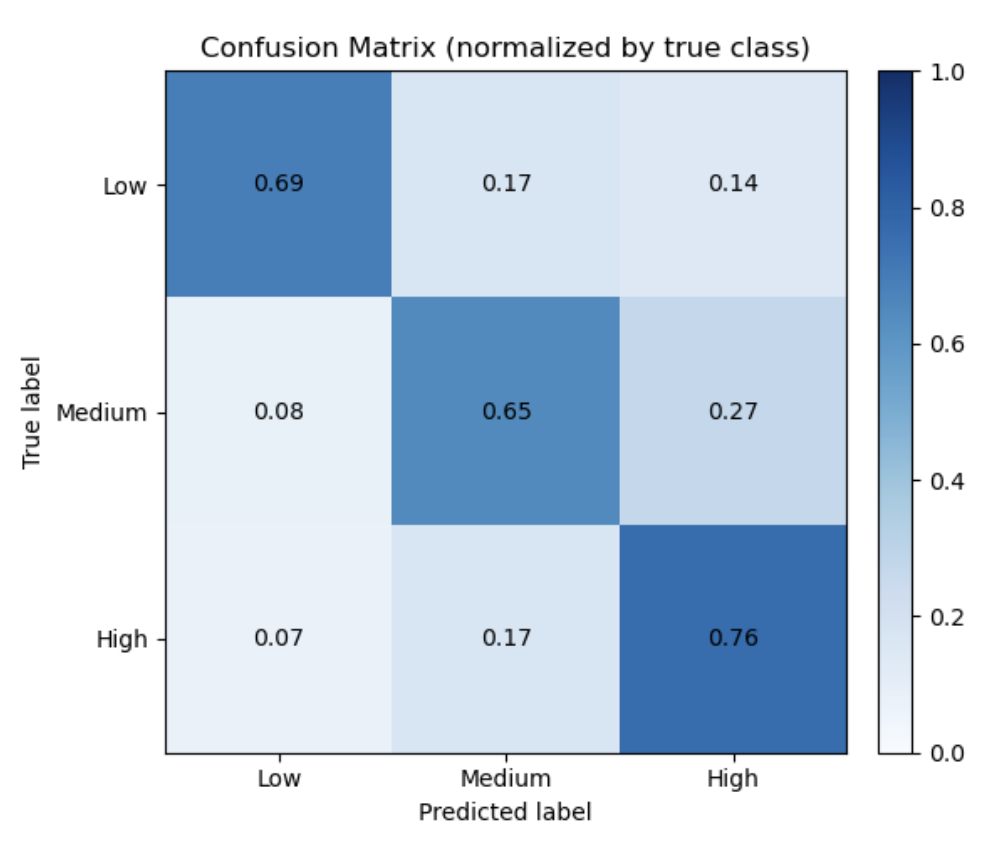 Confusion Matrix (normalized by true class)
1.0
0.8
0.6
0.4
0.2
0.0
True label
Low
0.69 0.17 0.14
Medium
0.08 0.65 0.27
High
0.07 0.17 0.76
Low Medium High
Predicted label